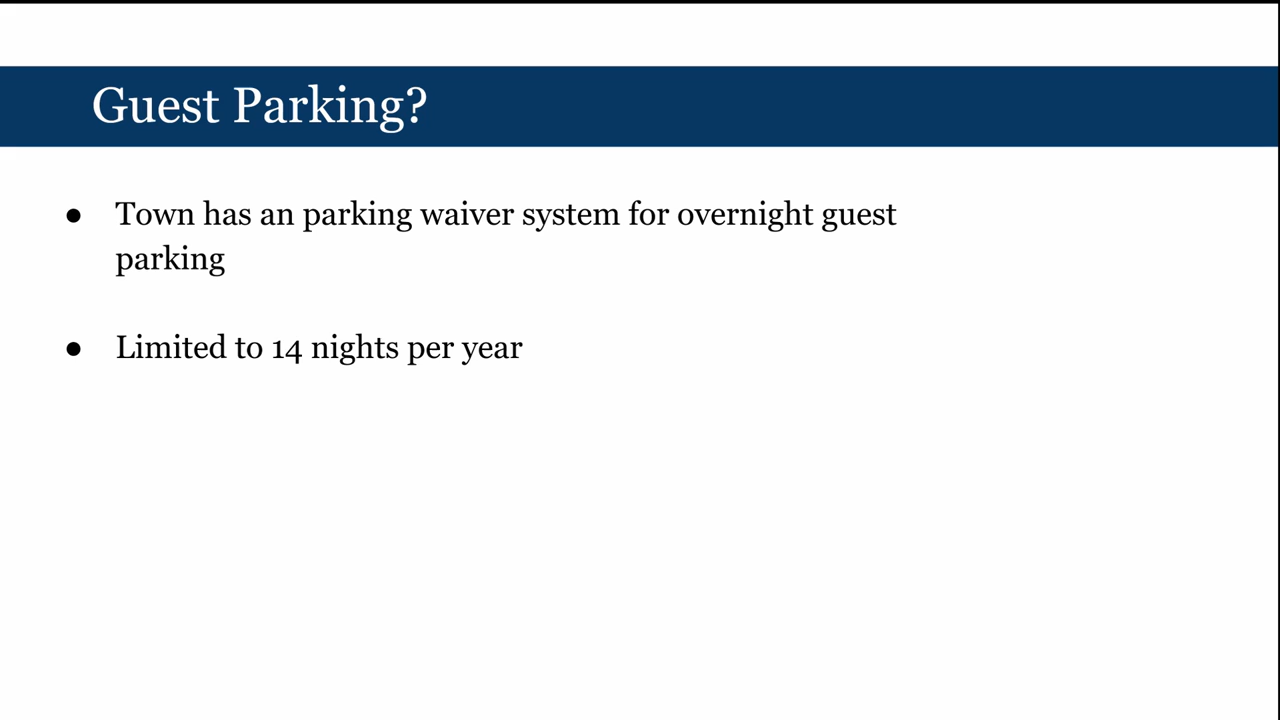 Guest Parking?
● Town has an parking waiver system for overnight guest
parking
● Limited to 14 nights per year